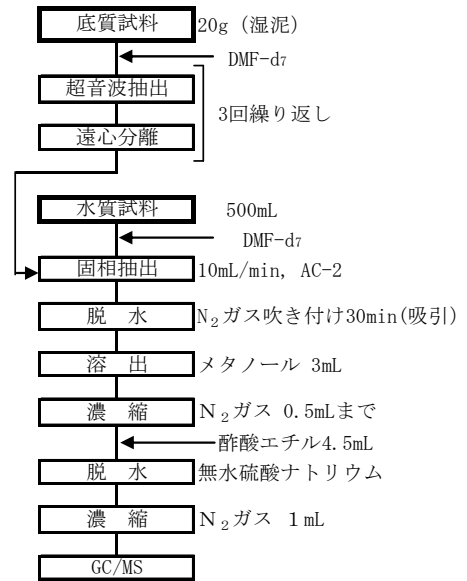 底質試料 20g (湿泥)
DMF-d₇
超音波抽出
3回繰り返し
遠心分離
水質試料 500mL
DMF-d₇
固相抽出 10mL/min, AC-2
脱 水 N₂ガス吹き付け30min(吸引)
溶 出 メタノール 3mL
濃 縮 N₂ガス 0.5mLまで
酢酸エチル4.5mL
脱 水 無水硫酸ナトリウム
濃 縮 N₂ガス 1mL
GC/MS